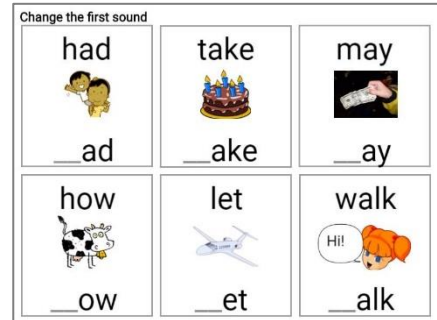 Change the first sound
had take may
__ad __ake __ay
how let walk
Hi!
__ow __et __alk